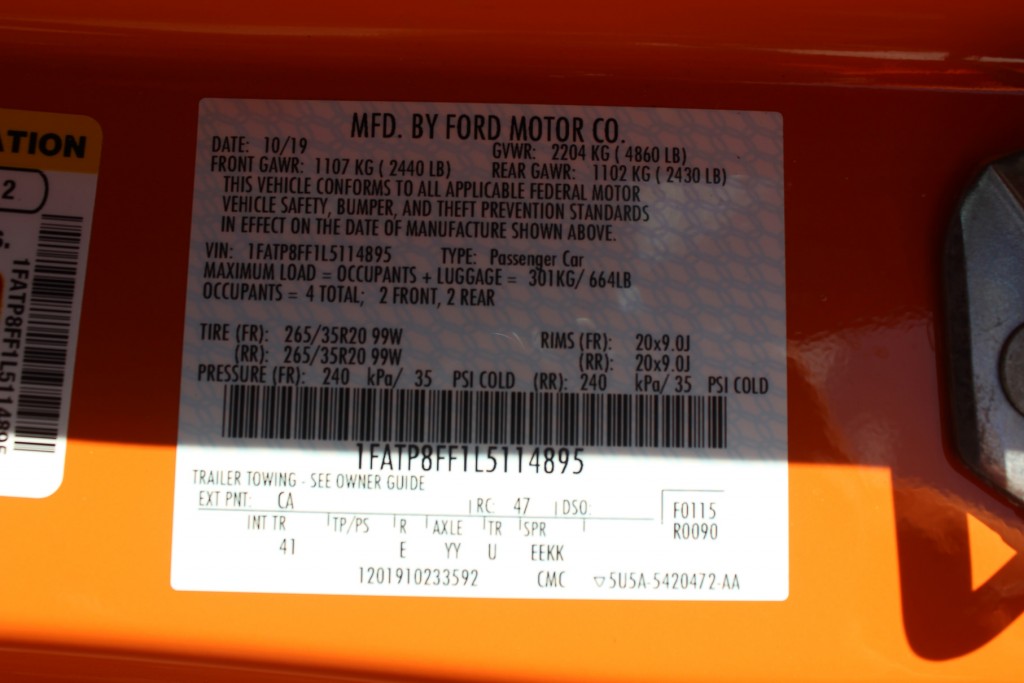 ATION
2
1FATP8FF1L5114895
MFD. BY FORD MOTOR CO.
DATE: 10/19 GVWR: 2204 KG ( 4860 LB)
FRONT GAWR: 1107 KG ( 2440 LB) REAR GAWR: 1102 KG ( 2430 LB)
THIS VEHICLE CONFORMS TO ALL APPLICABLE FEDERAL MOTOR
VEHICLE SAFETY, BUMPER, AND THEFT PREVENTION STANDARDS
IN EFFECT ON THE DATE OF MANUFACTURE SHOWN ABOVE.
VIN: 1FATP8FF1L5114895 TYPE: Passenger Car
MAXIMUM LOAD = OCCUPANTS + LUGGAGE = 301KG/ 664LB
OCCUPANTS = 4 TOTAL; 2 FRONT, 2 REAR
TIRE (FR): 265/35R20 99W RIMS (FR): 20x9.0J
(RR): 265/35R20 99W (RR): 20x9.0J
PRESSURE (FR): 240 kPa/ 35 PSI COLD (RR): 240 kPa/ 35 PSI COLD
1FATP8FF1L5114895
TRAILER TOWING - SEE OWNER GUIDE
EXT PNT: CA RC: 47 DSO: F0115
INT TR TP/PS R AXLE TR SPR R0090
41 E YY U EEKK
1201910233592 CMC ▽5U5A-5420472-AA